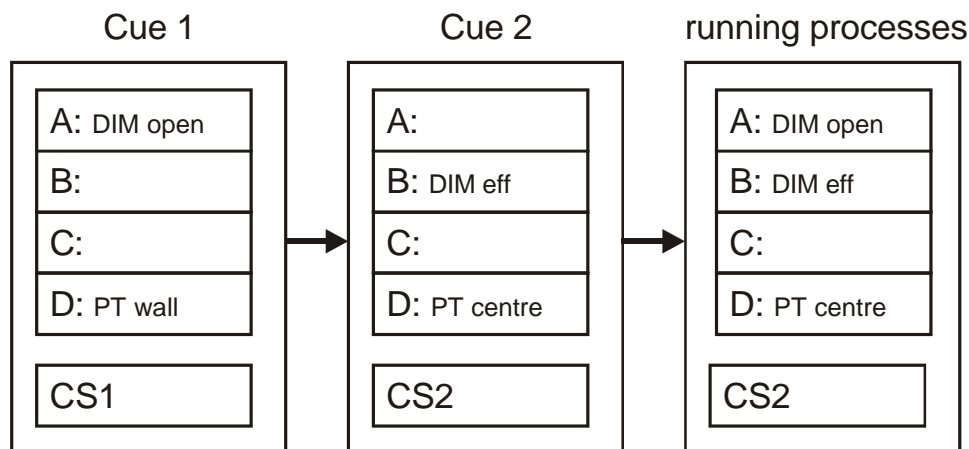 Cue 1
A: DIM open
B:
C:
D: PT wall
CS1
Cue 2
A:
B: DIM eff
C:
D: PT centre
CS2
running processes
A: DIM open
B: DIM eff
C:
D: PT centre
CS2